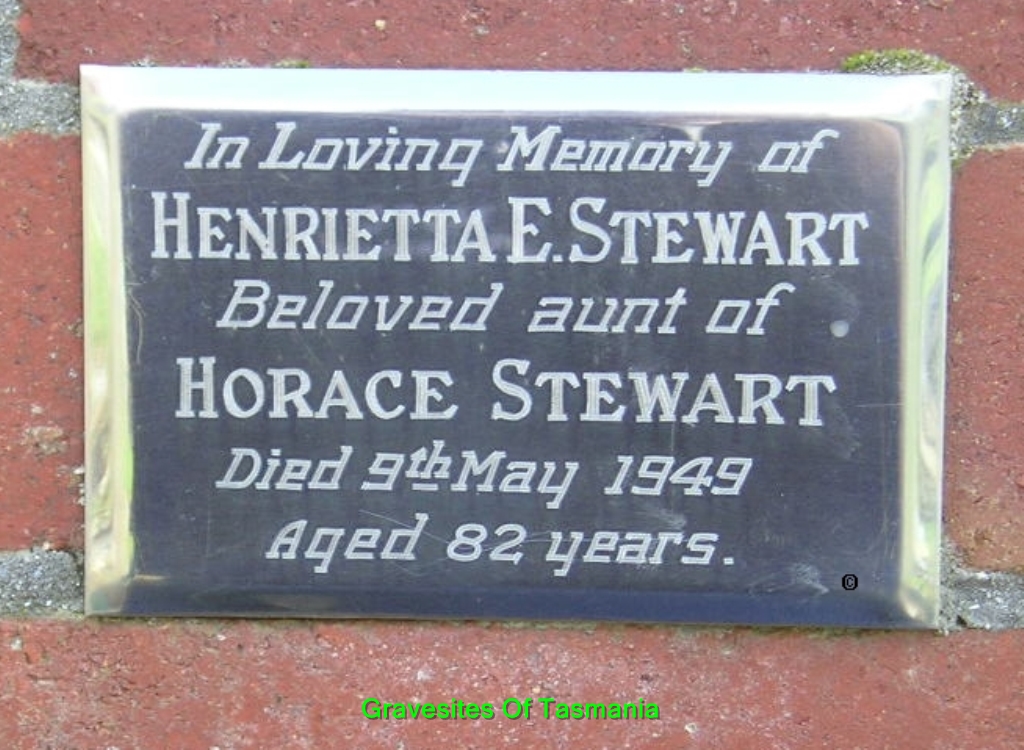 In Loving Memory of
HENRIETTA E. STEWART
Beloved aunt of
HORACE STEWART
Died 9th May 1949
Aged 82 years.
©
Gravesites Of Tasmania